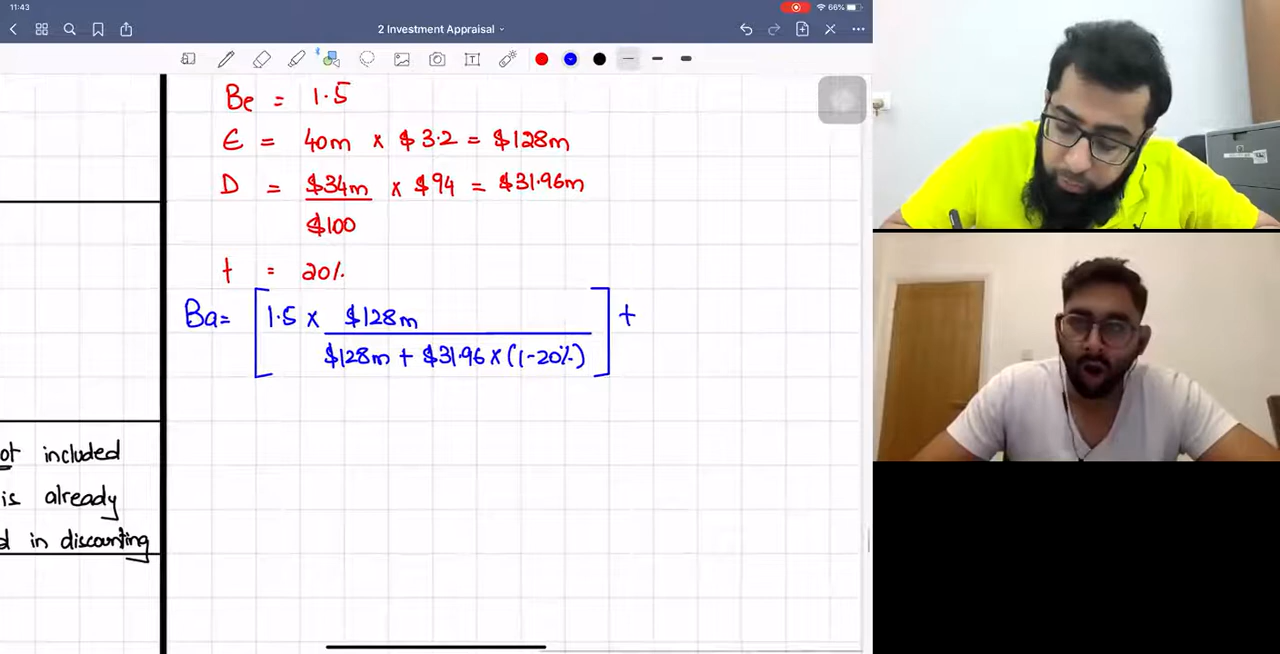 11:43
66%
2 Investment Appraisal
Be = 1.5
E = 40m × $3.2 = $128m
D = $34m × $94 = $31.96m
$100
t = 20%
Ba = [1.5 × $128m] +
$128m + $31.96 × (1-20%)
ot included
is already
d in discounting